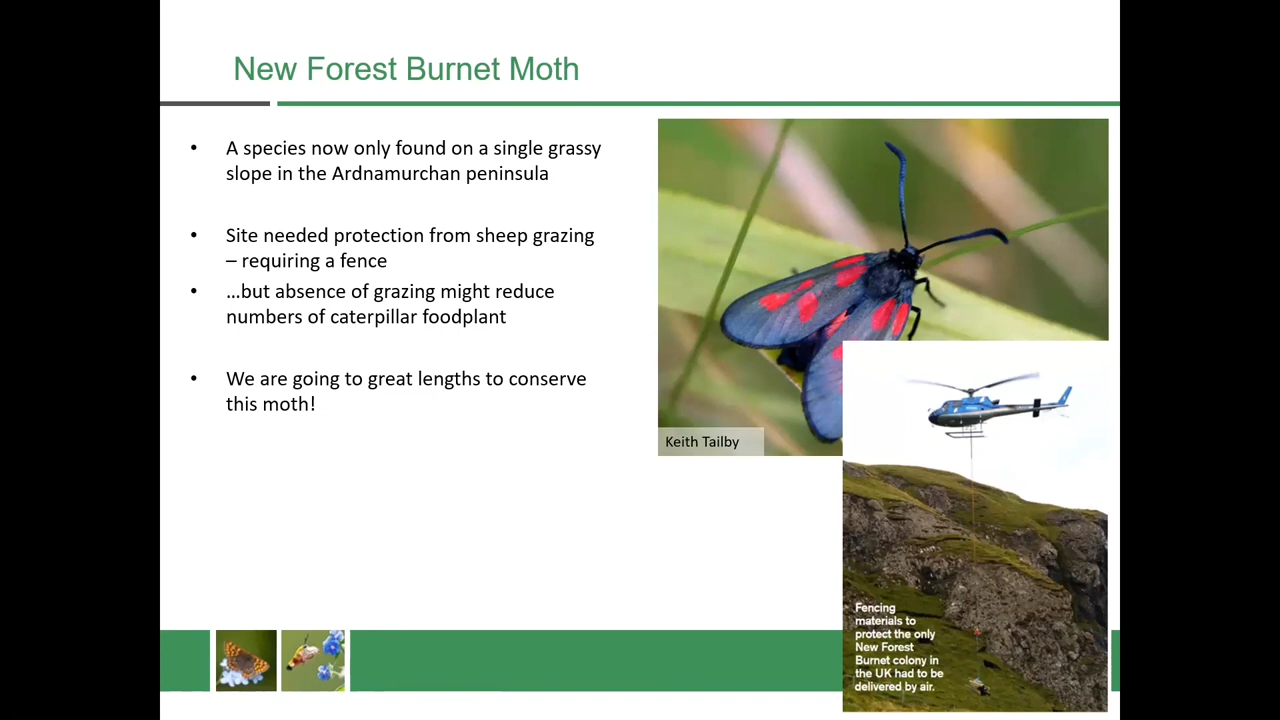 New Forest Burnet Moth
• A species now only found on a single grassy
slope in the Ardnamurchan peninsula
• Site needed protection from sheep grazing
– requiring a fence
• …but absence of grazing might reduce
numbers of caterpillar foodplant
• We are going to great lengths to conserve
this moth!
Keith Tailby
Fencing
materials to
protect the only
New Forest
Burnet colony in
the UK had to be
delivered by air.